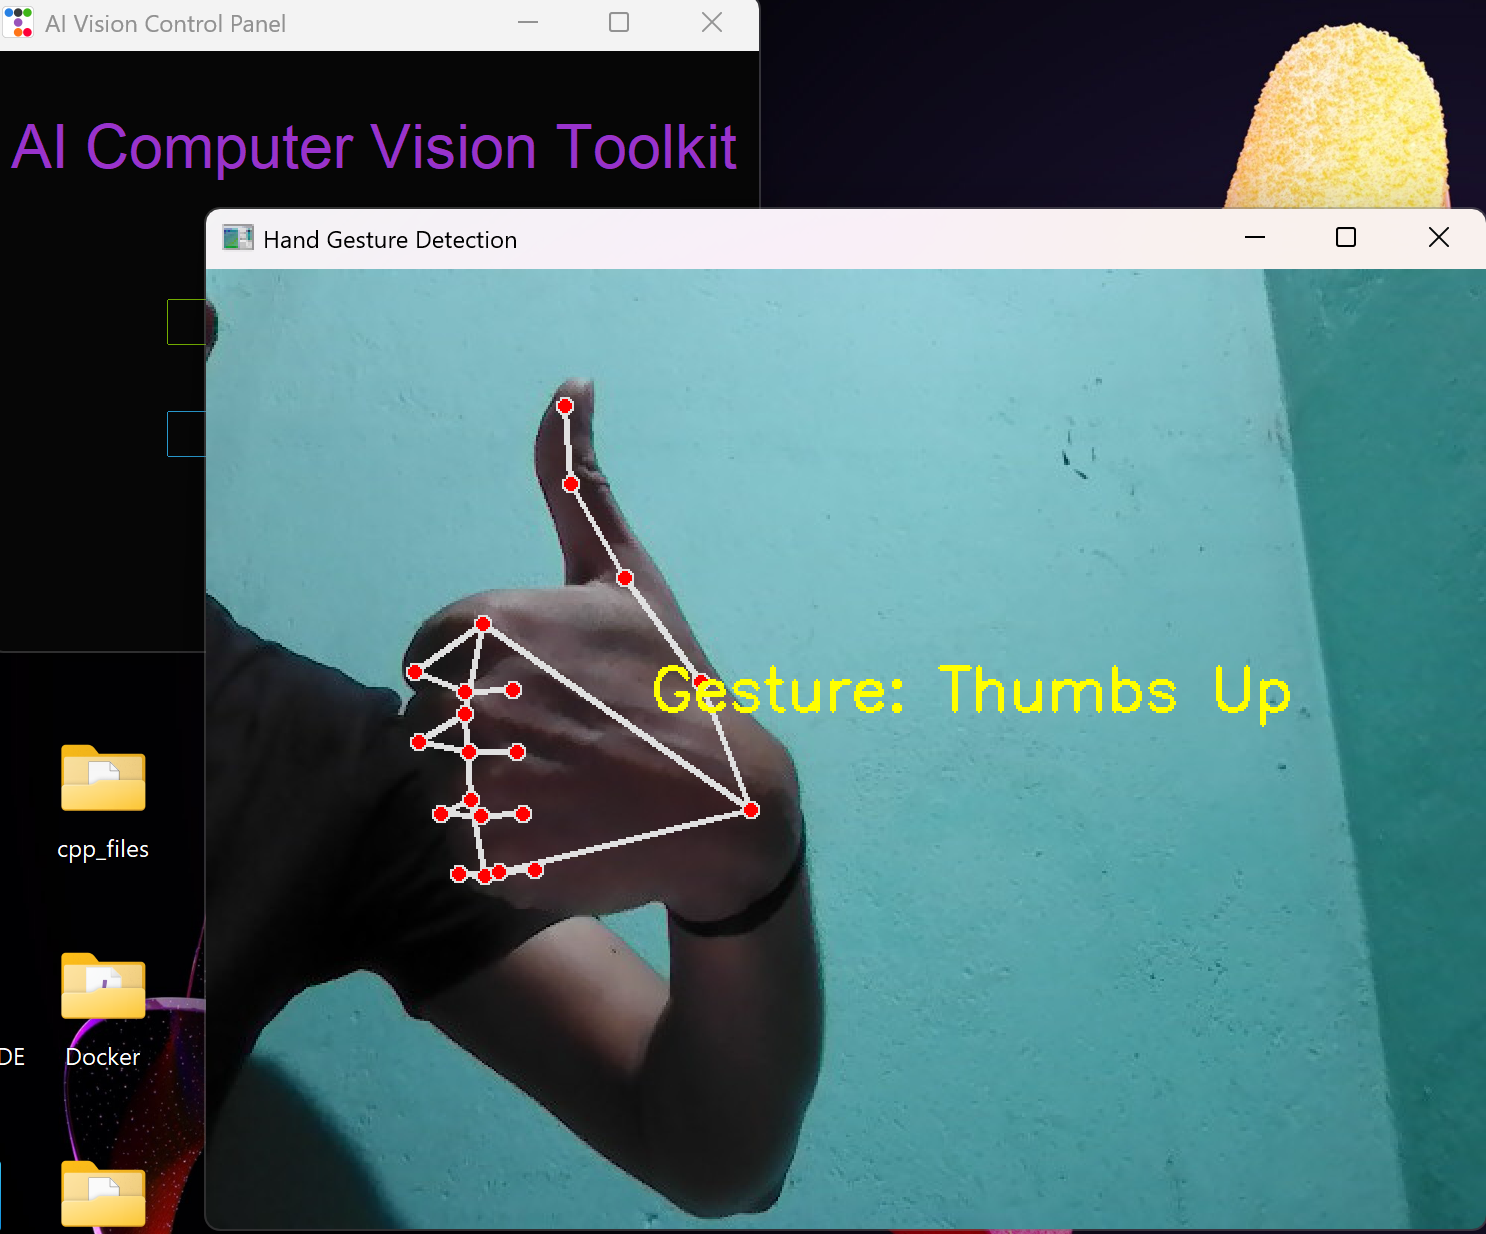 AI Vision Control Panel
AI Computer Vision Toolkit
Hand Gesture Detection
Gesture: Thumbs Up
cpp_files
DE
Docker